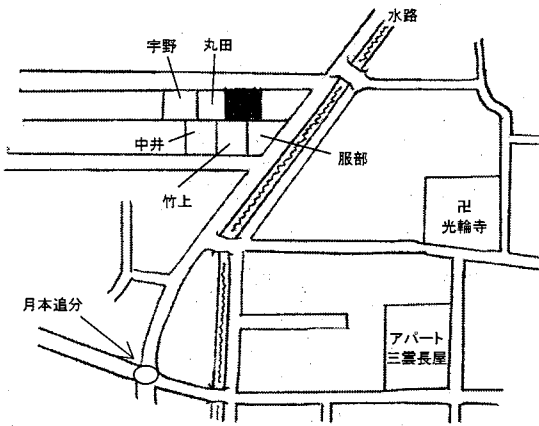 水路
宇野
丸田
中井
竹上
服部
卍
光輪寺
月本追分
アパート
三雲長屋